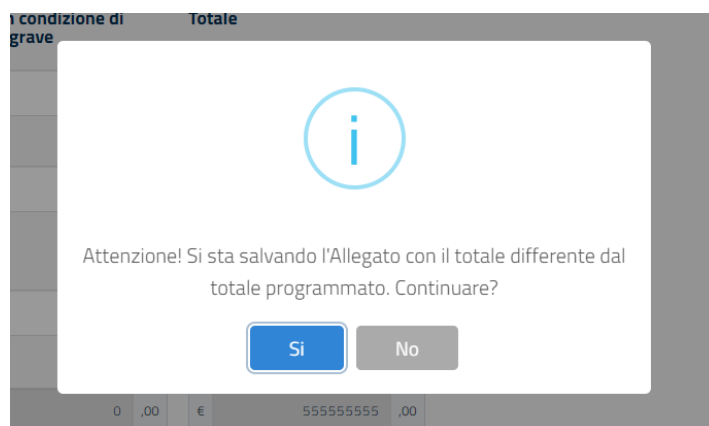 n condizione di
grave
Totale
i
Attenzione! Si sta salvando l'Allegato con il totale differente dal
totale programmato. Continuare?
Si
No
0 ,00 € 555555555 ,00